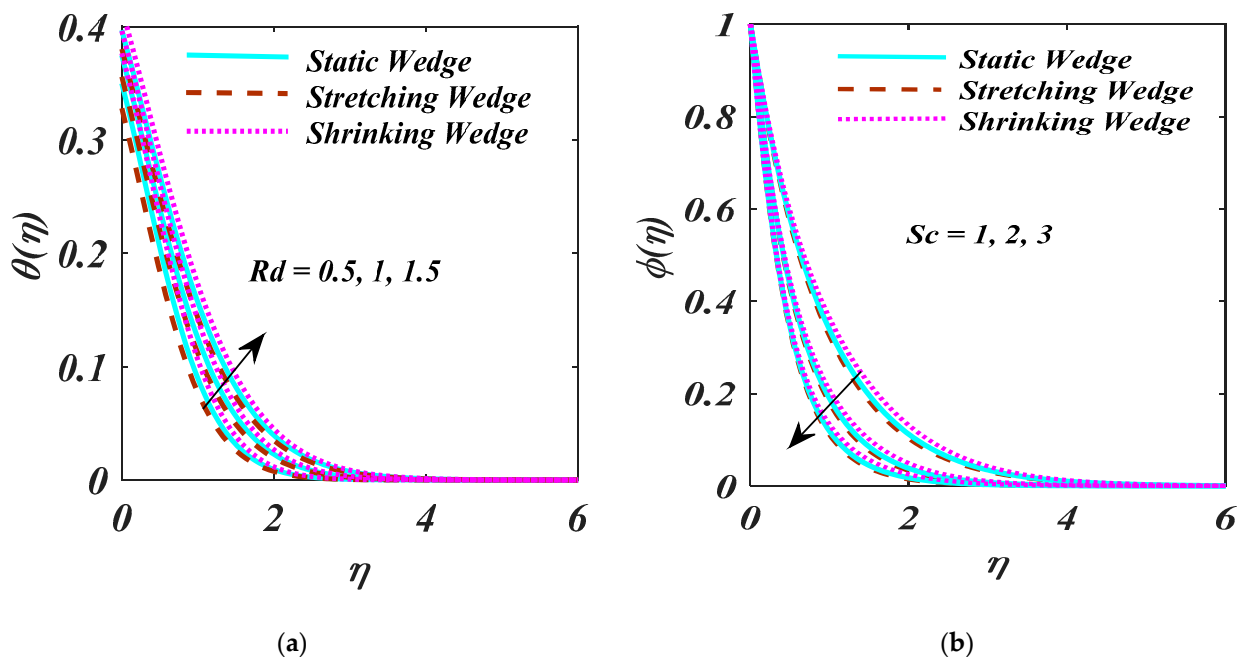 0.4
0.3
0.2
0.1
0
0
2
4
6
θ(η)
η
Static Wedge
Stretching Wedge
Shrinking Wedge
Rd = 0.5, 1, 1.5
(a)
1
0.8
0.6
0.4
0.2
0
0
2
4
6
ϕ(η)
η
Static Wedge
Stretching Wedge
Shrinking Wedge
Sc = 1, 2, 3
(b)